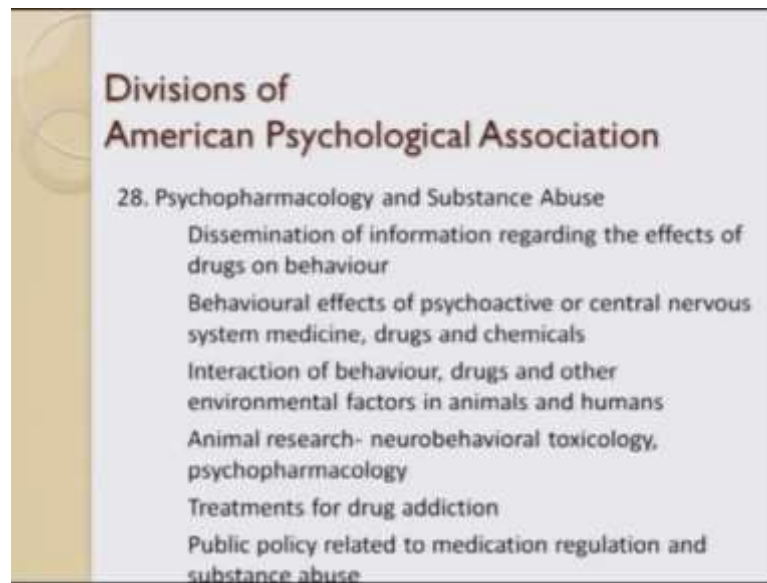 Divisions of
American Psychological Association
28. Psychopharmacology and Substance Abuse
Dissemination of information regarding the effects of
drugs on behaviour
Behavioural effects of psychoactive or central nervous
system medicine, drugs and chemicals
Interaction of behaviour, drugs and other
environmental factors in animals and humans
Animal research- neurobehavioral toxicology,
psychopharmacology
Treatments for drug addiction
Public policy related to medication regulation and
substance abuse